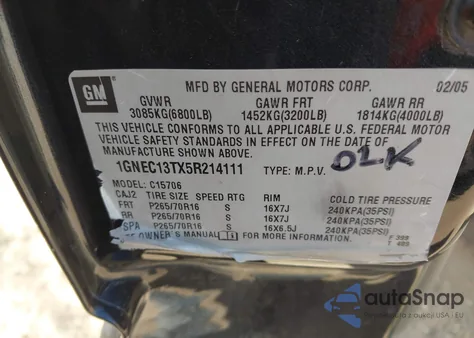 GM
MFD BY GENERAL MOTORS CORP. 02/05
GVWR GAWR FRT GAWR RR
3085KG(6800LB) 1452KG(3200LB) 1814KG(4000LB)
THIS VEHICLE CONFORMS TO ALL APPLICABLE U.S. FEDERAL MOTOR
VEHICLE SAFETY STANDARDS IN EFFECT ON THE DATE OF
MANUFACTURE SHOWN ABOVE.
1GNEC13TX5R214111 TYPE: M.P.V. 02K
MODEL: C15706
CAJ2 TIRE SIZE SPEED RTG RIM COLD TIRE PRESSURE
FRT P265/70R16 S 16X7J 240KPA(35PSI)
RR P265/70R16 S 16X7J 240KPA(35PSI)
SPA P265/70R16 S 16X6.5J 240KPA(35PSI)
OWNER'S MANUAL
autoSnap